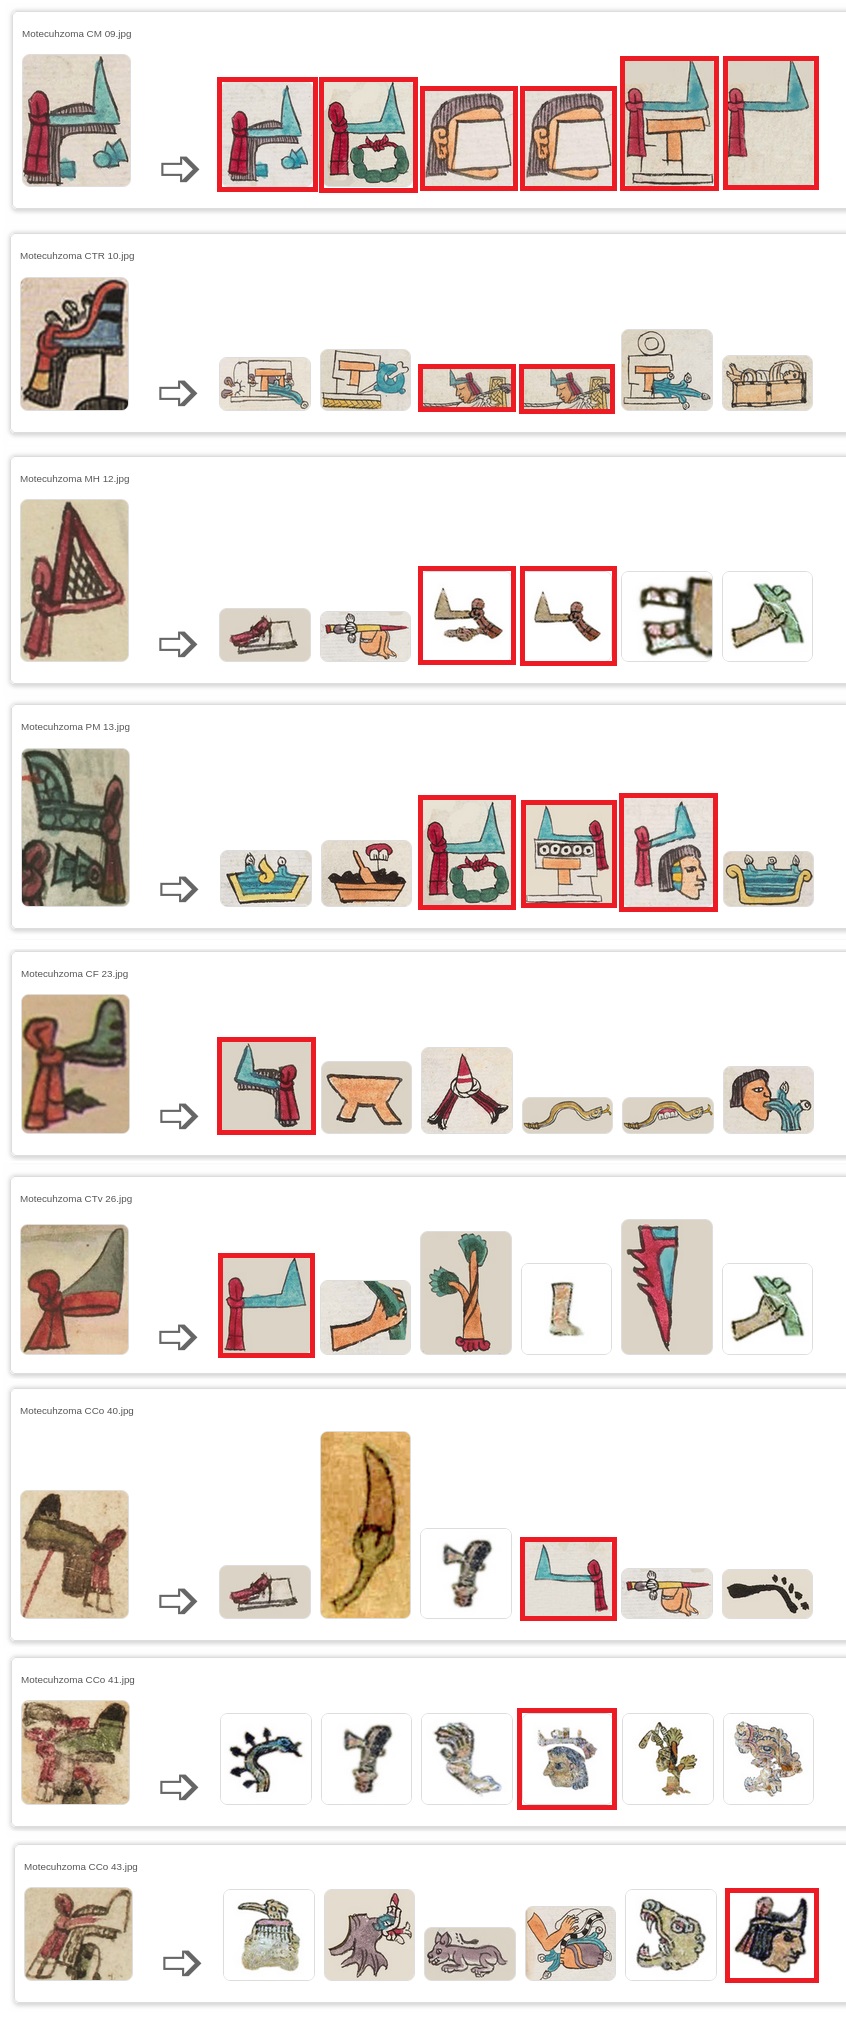 Motecuhzoma CM 09.jpg
Motecuhzoma CTR 10.jpg
Motecuhzoma MH 12.jpg
Motecuhzoma PM 13.jpg
Motecuhzoma CF 23.jpg
Motecuhzoma CTv 26.jpg
Motecuhzoma CCo 40.jpg
Motecuhzoma CCo 41.jpg
Motecuhzoma CCo 43.jpg